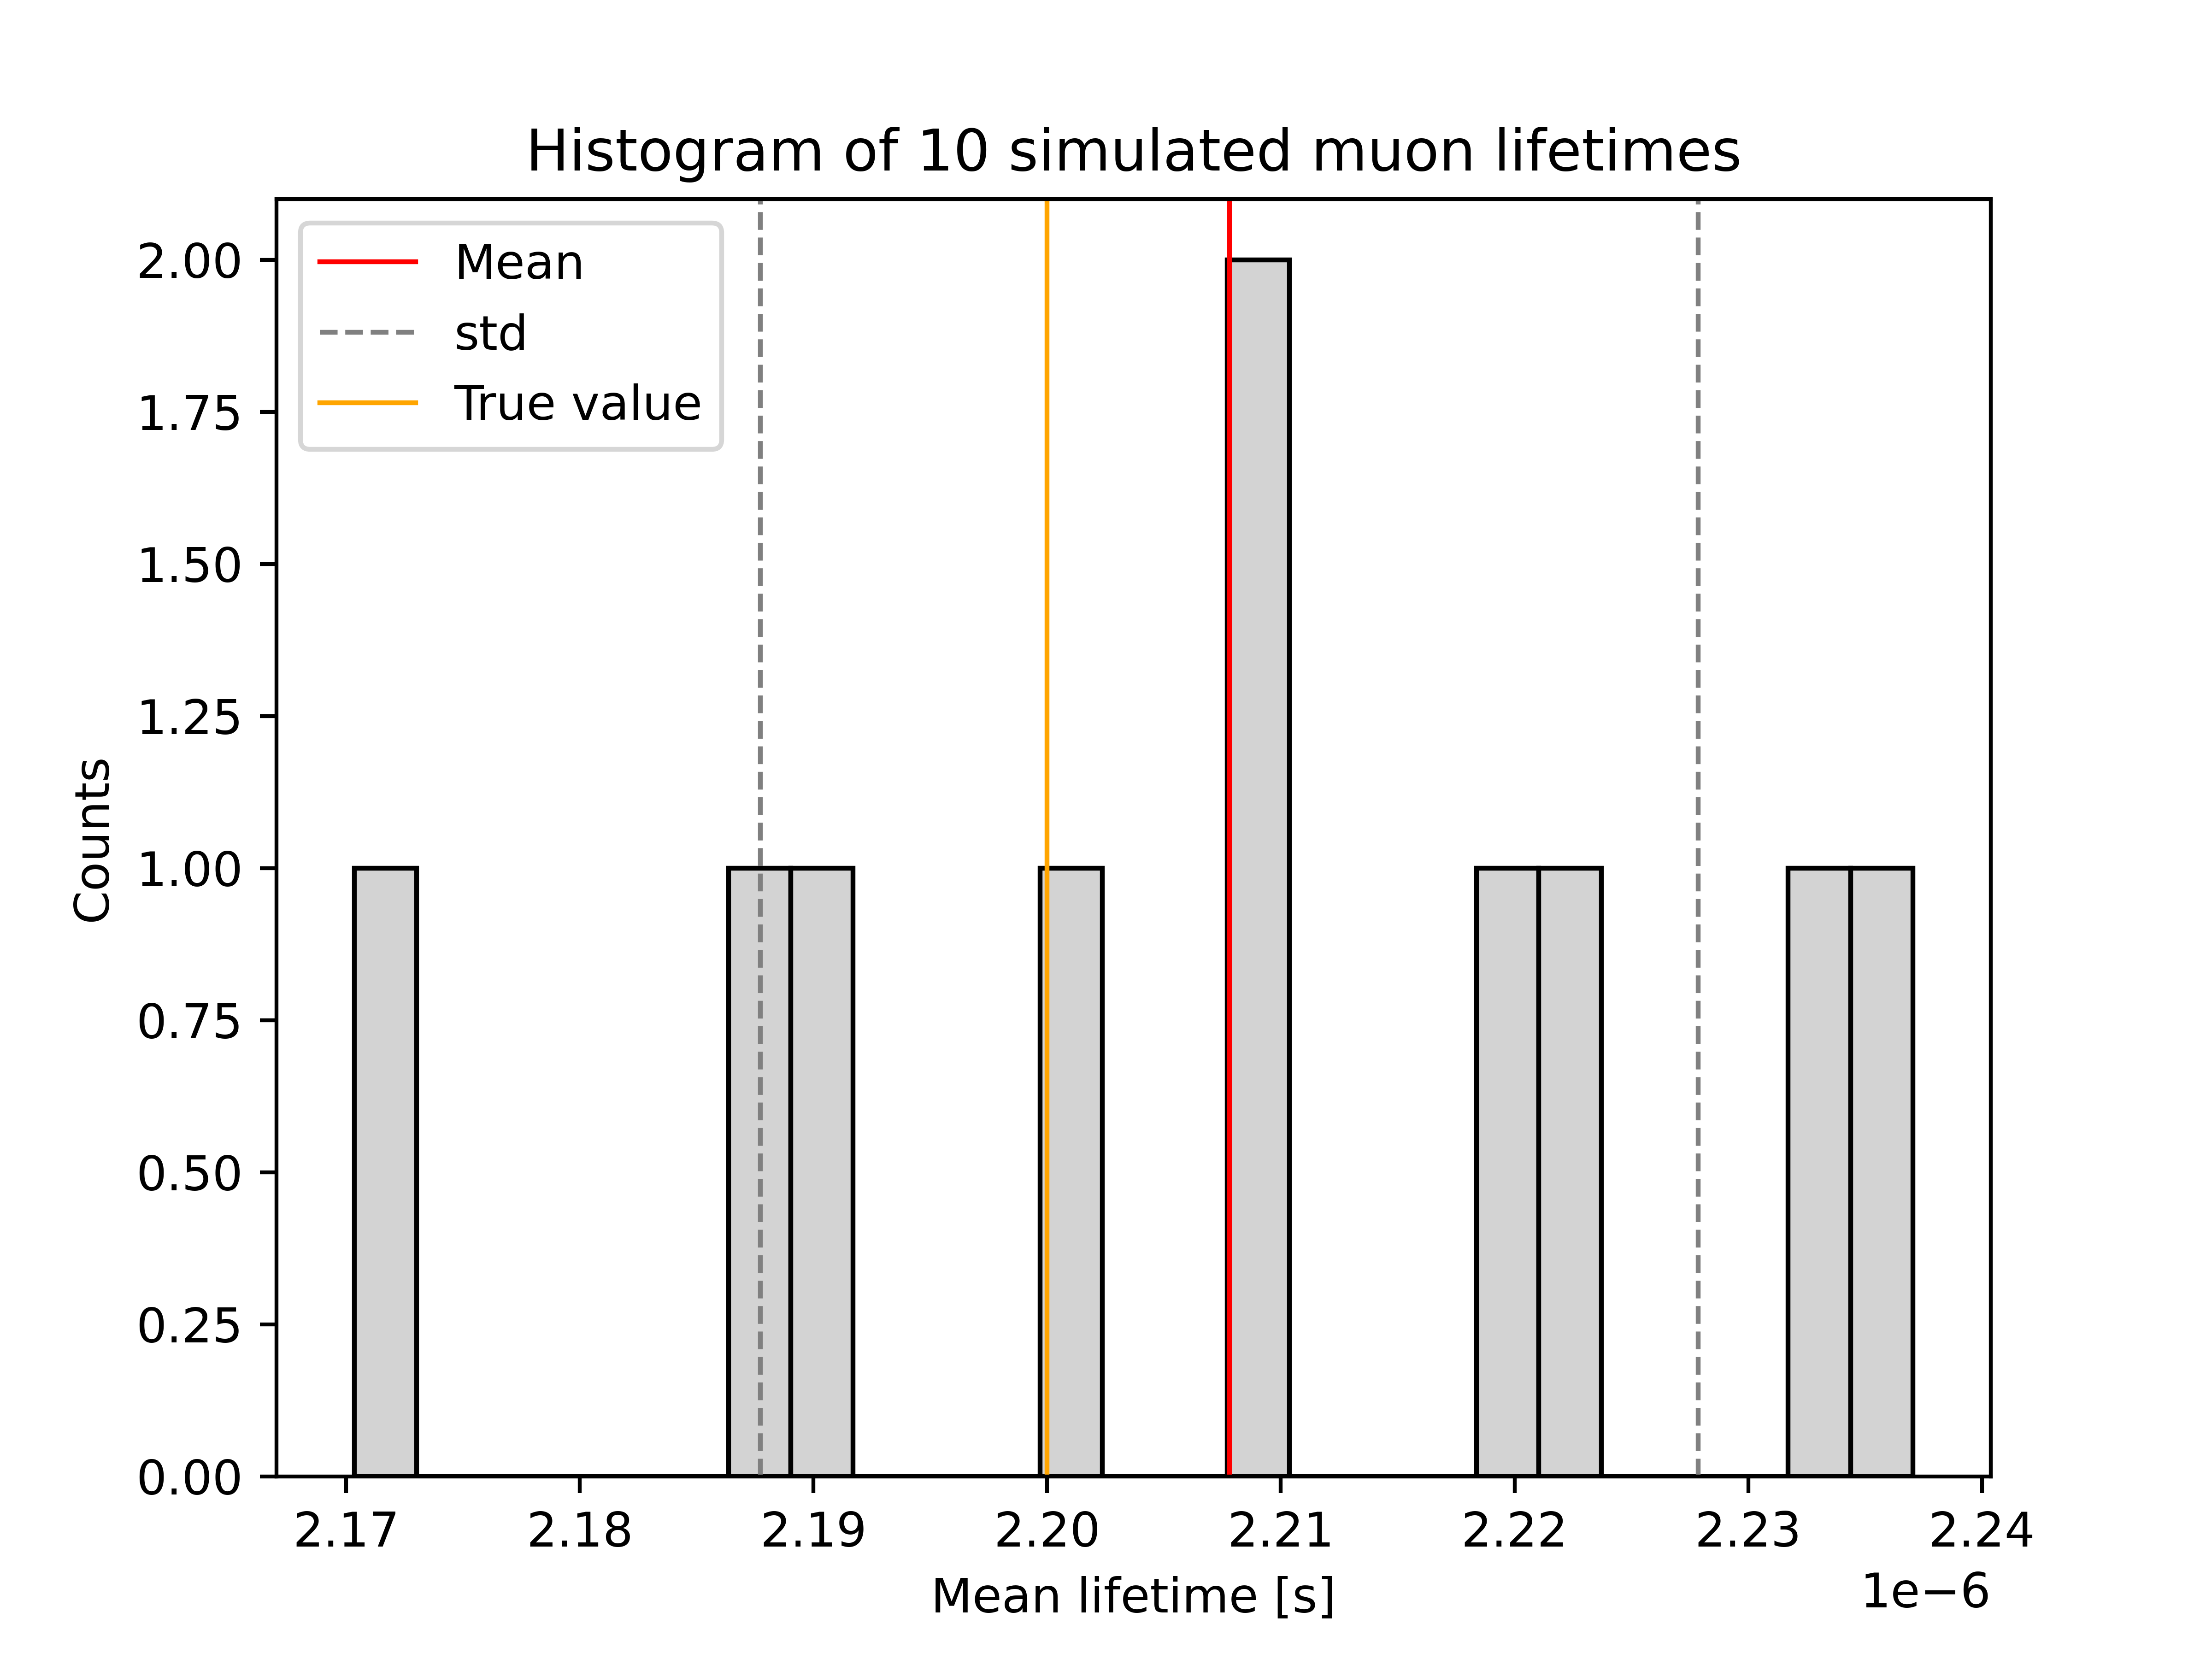 Histogram of 10 simulated muon lifetimes
Mean
std
True value
2.00
1.75
1.50
1.25
1.00
0.75
0.50
0.25
0.00
Counts
2.17 2.18 2.19 2.20 2.21 2.22 2.23 2.24
Mean lifetime [s]
1e−6